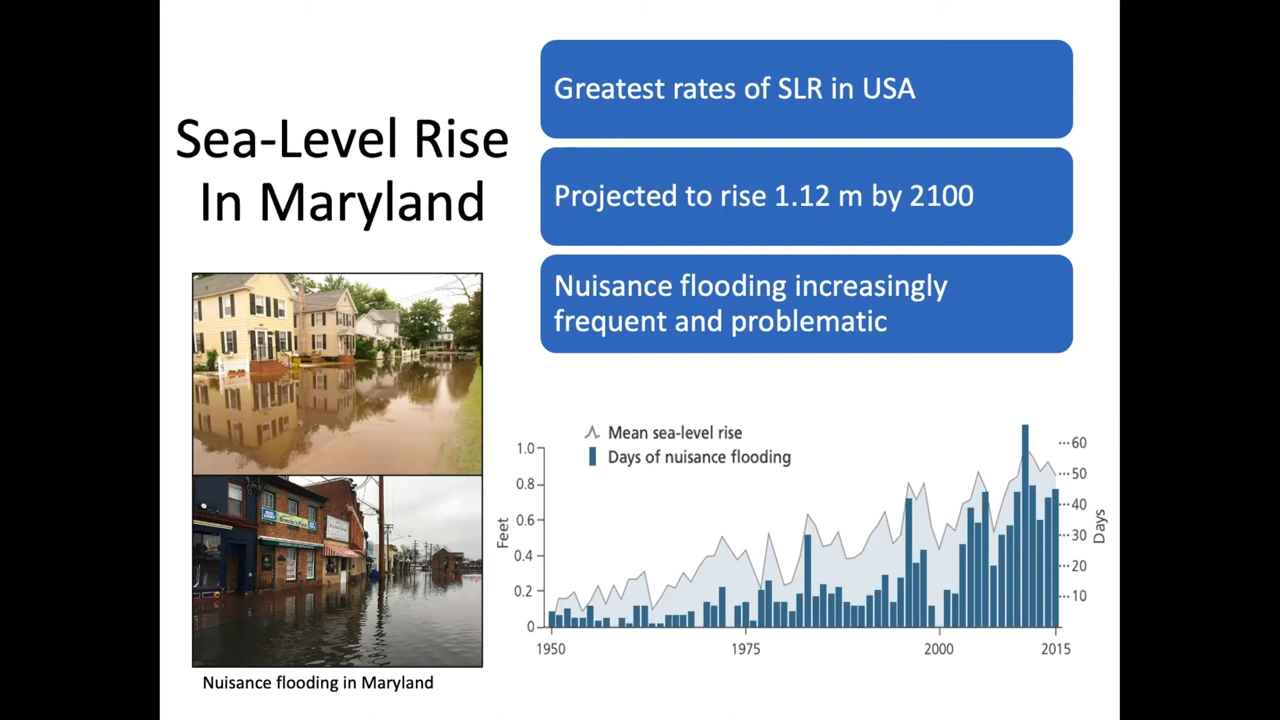 Sea-Level Rise
In Maryland
Greatest rates of SLR in USA
Projected to rise 1.12 m by 2100
Nuisance flooding increasingly
frequent and problematic
Nuisance flooding in Maryland
Mean sea-level rise
Days of nuisance flooding
Feet
1.0
0.8
0.6
0.4
0.2
0
60
50
40
30
20
10
Days
1950
1975
2000
2015